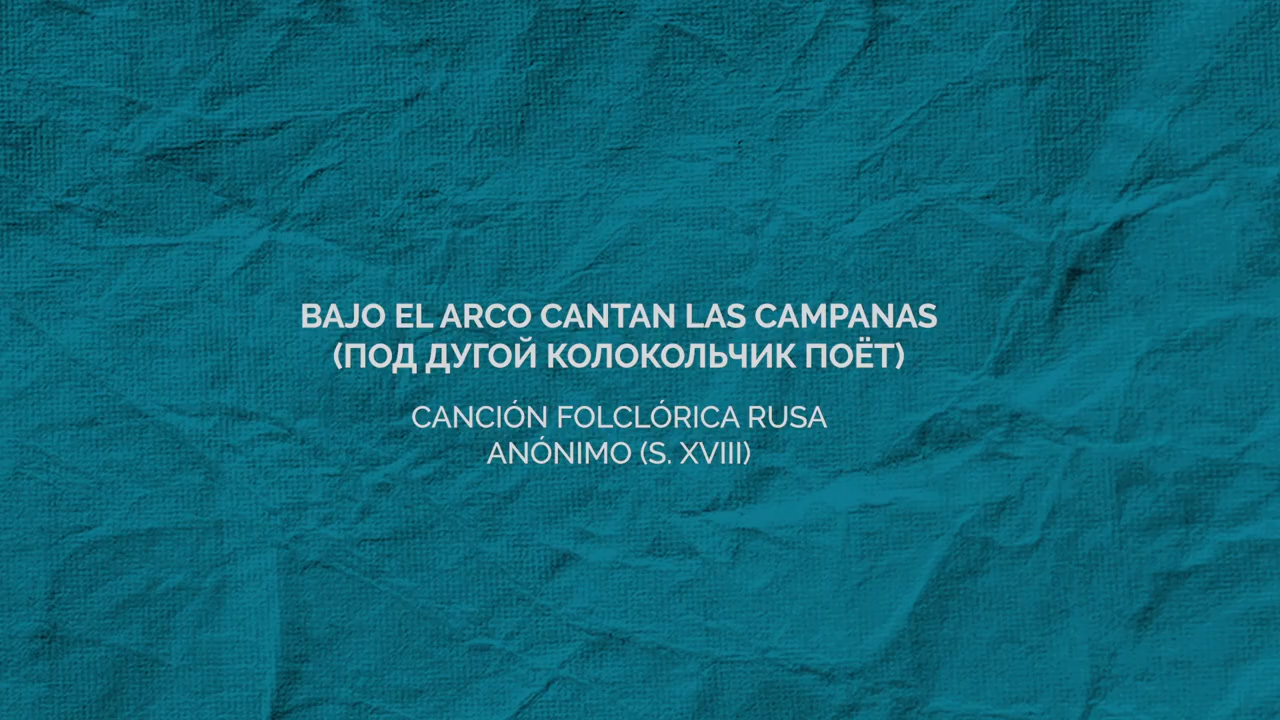 BAJO EL ARCO CANTAN LAS CAMPANAS
(ПОД ДУГОЙ КОЛОКОЛЬЧИК ПОЁТ)
CANCIÓN FOLCLÓRICA RUSA
ANÓNIMO (S. XVIII)